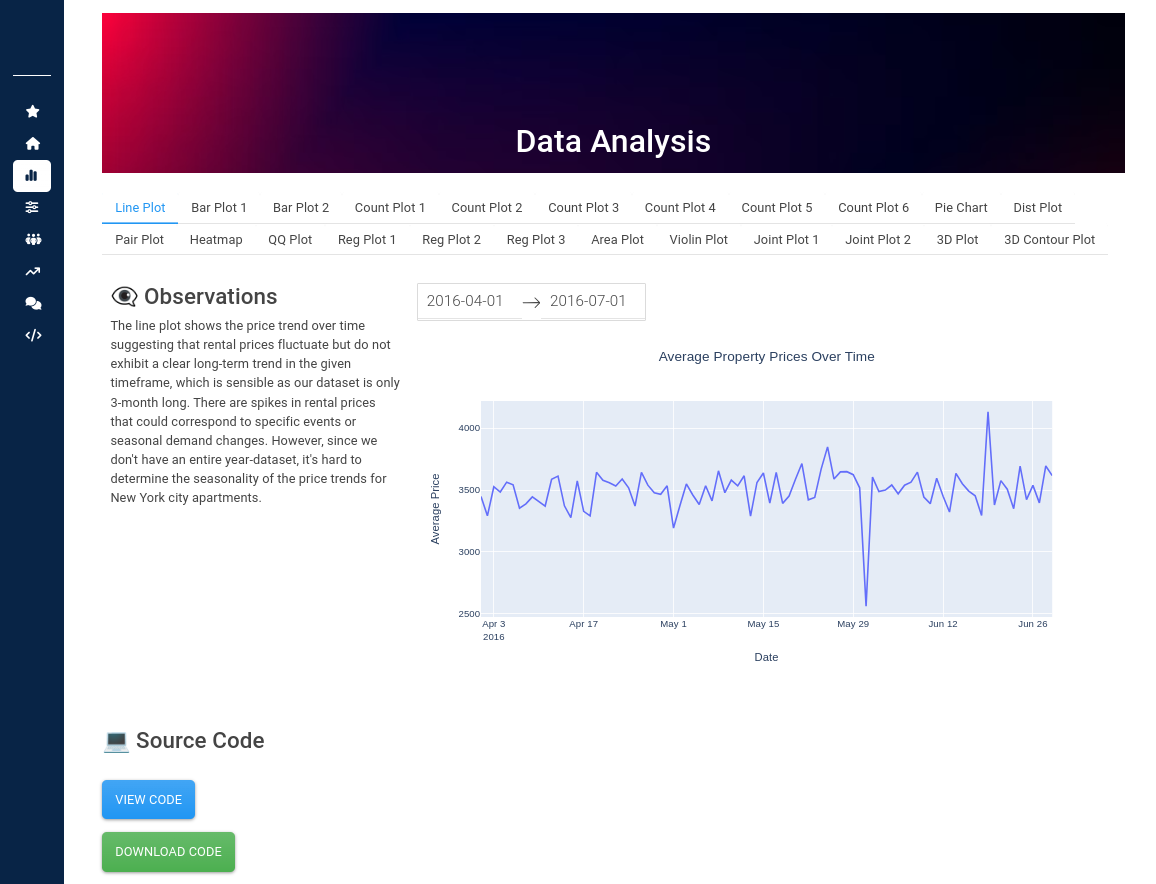 Data Analysis
Line Plot Bar Plot 1 Bar Plot 2 Count Plot 1 Count Plot 2 Count Plot 3 Count Plot 4 Count Plot 5 Count Plot 6 Pie Chart Dist Plot
Pair Plot Heatmap QQ Plot Reg Plot 1 Reg Plot 2 Reg Plot 3 Area Plot Violin Plot Joint Plot 1 Joint Plot 2 3D Plot 3D Contour Plot
Observations
The line plot shows the price trend over time
suggesting that rental prices fluctuate but do not
exhibit a clear long-term trend in the given
timeframe, which is sensible as our dataset is only
3-month long. There are spikes in rental prices
that could correspond to specific events or
seasonal demand changes. However, since we
don't have an entire year-dataset, it's hard to
determine the seasonality of the price trends for
New York city apartments.
2016-04-01 → 2016-07-01
Average Property Prices Over Time
Average Price
4000
3500
3000
2500
Apr 3 Apr 17 May 1 May 15 May 29 Jun 12 Jun 26
2016
Date
Source Code
VIEW CODE
DOWNLOAD CODE